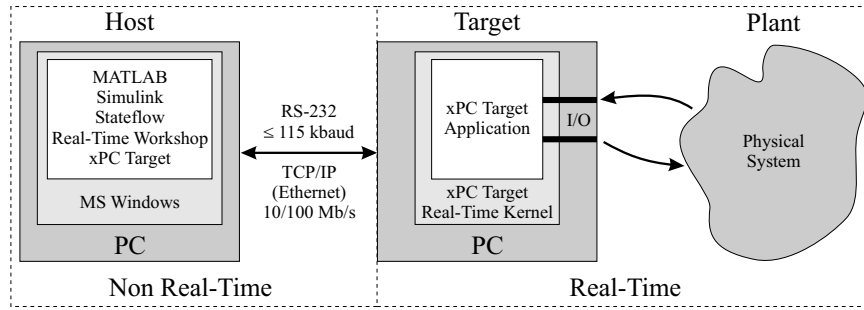 Host
Target
Plant
MATLAB
Simulink
Stateflow
Real-Time Workshop
xPC Target
MS Windows
PC
RS-232
≤ 115 kbaud
TCP/IP
(Ethernet)
10/100 Mb/s
xPC Target
Application
I/O
xPC Target
Real-Time Kernel
PC
Physical
System
Non Real-Time
Real-Time